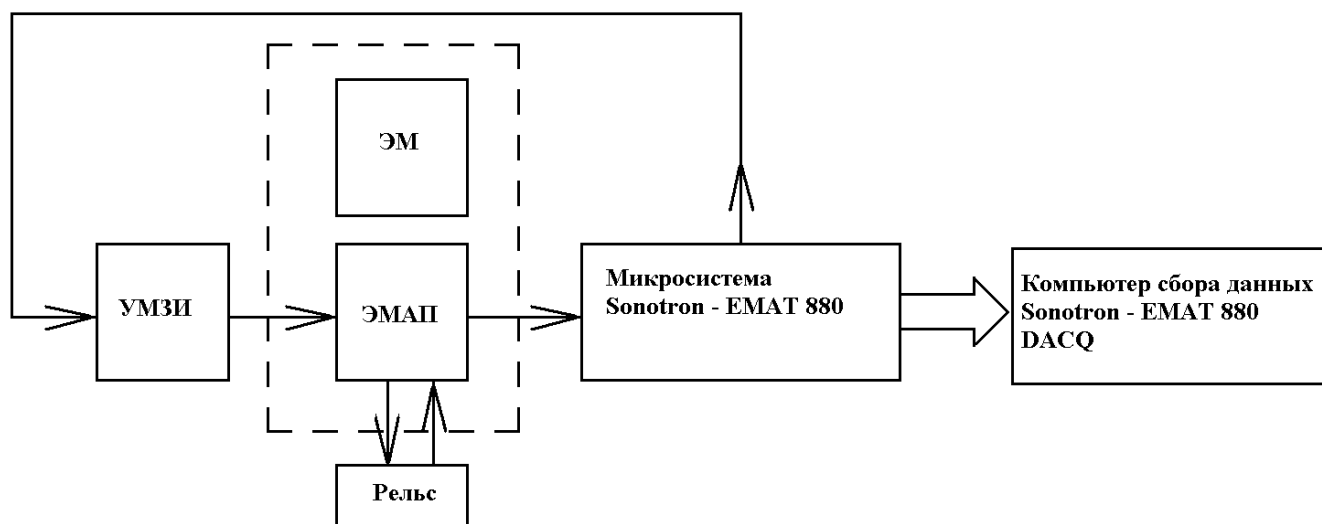 ЭМ
УМЗИ
ЭМАП
Микросистема
Sonotron - EMAT 880
Компьютер сбора данных
Sonotron - EMAT 880
DACQ
Рельс